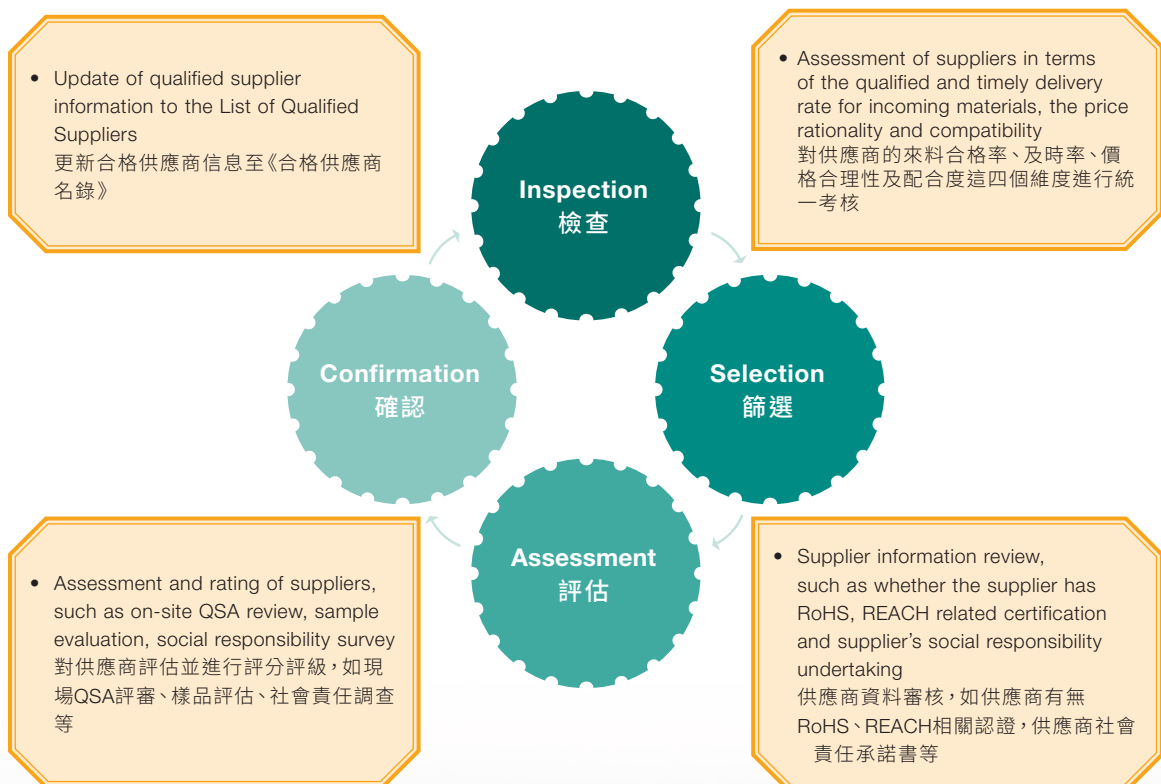 • Update of qualified supplier
information to the List of Qualified
Suppliers
更新合格供應商信息至《合格供應商
名錄》
• Assessment of suppliers in terms
of the qualified and timely delivery
rate for incoming materials, the price
rationality and compatibility
對供應商的來料合格率、及時率、價
格合理性及配合度這四個維度進行統
一考核
Inspection
檢查
Confirmation
確認
Selection
篩選
Assessment
評估
• Assessment and rating of suppliers,
such as on-site QSA review, sample
evaluation, social responsibility survey
對供應商評估並進行評分評級，如現
場QSA評審、樣品評估、社會責任調查
等
• Supplier information review,
such as whether the supplier has
RoHS, REACH related certification
and supplier's social responsibility
undertaking
供應商資料審核，如供應商有無
RoHS、REACH相關認證，供應商社會
責任承諾書等